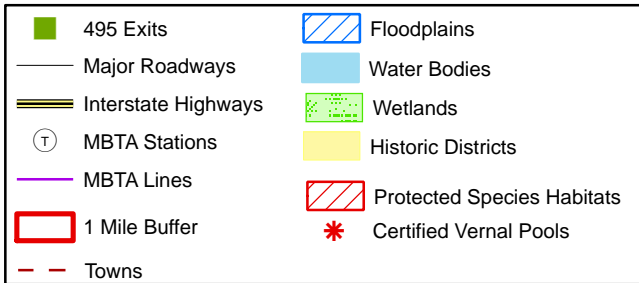 495 Exits
Major Roadways
Interstate Highways
T MBTA Stations
MBTA Lines
1 Mile Buffer
Towns
Floodplains
Water Bodies
Wetlands
Historic Districts
Protected Species Habitats
Certified Vernal Pools